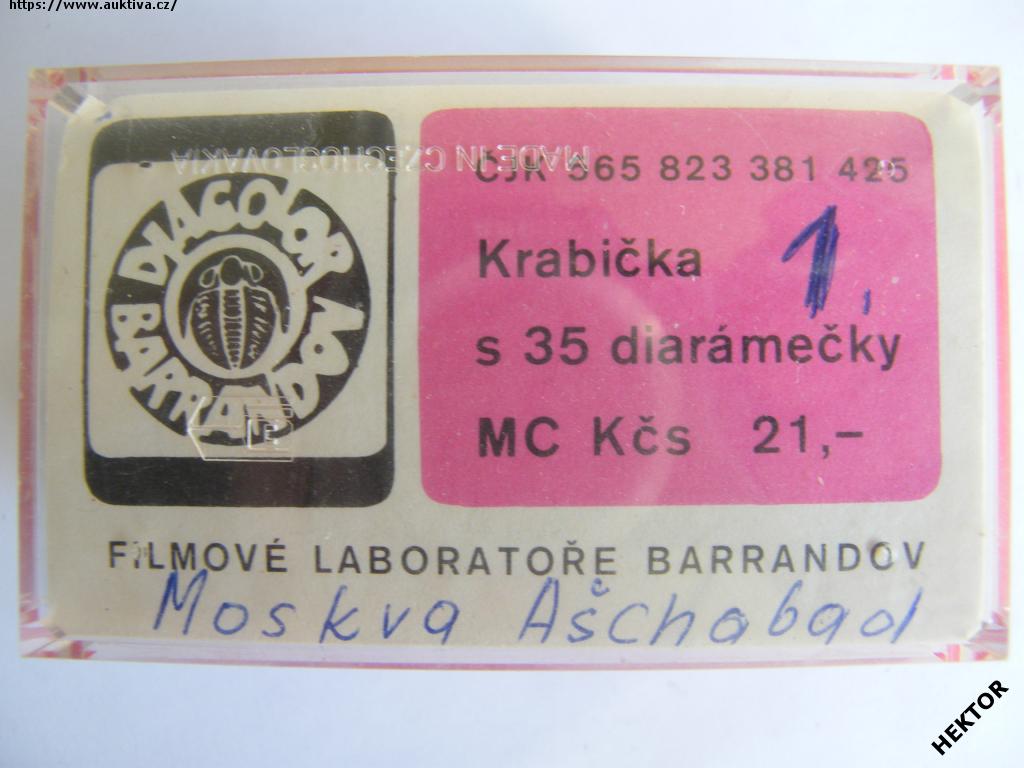 https://www.auktiva.cz/
MADE IN CZECHOSLOVAKIA
ČJK 565 823 381 425
DIACOLOR
BARRANDOV
Krabička 1.
s 35 diarámečky
MC Kčs 21,-
FILMOVÉ LABORATOŘE BARRANDOV
Moskva Ašchabad
HEKTOR